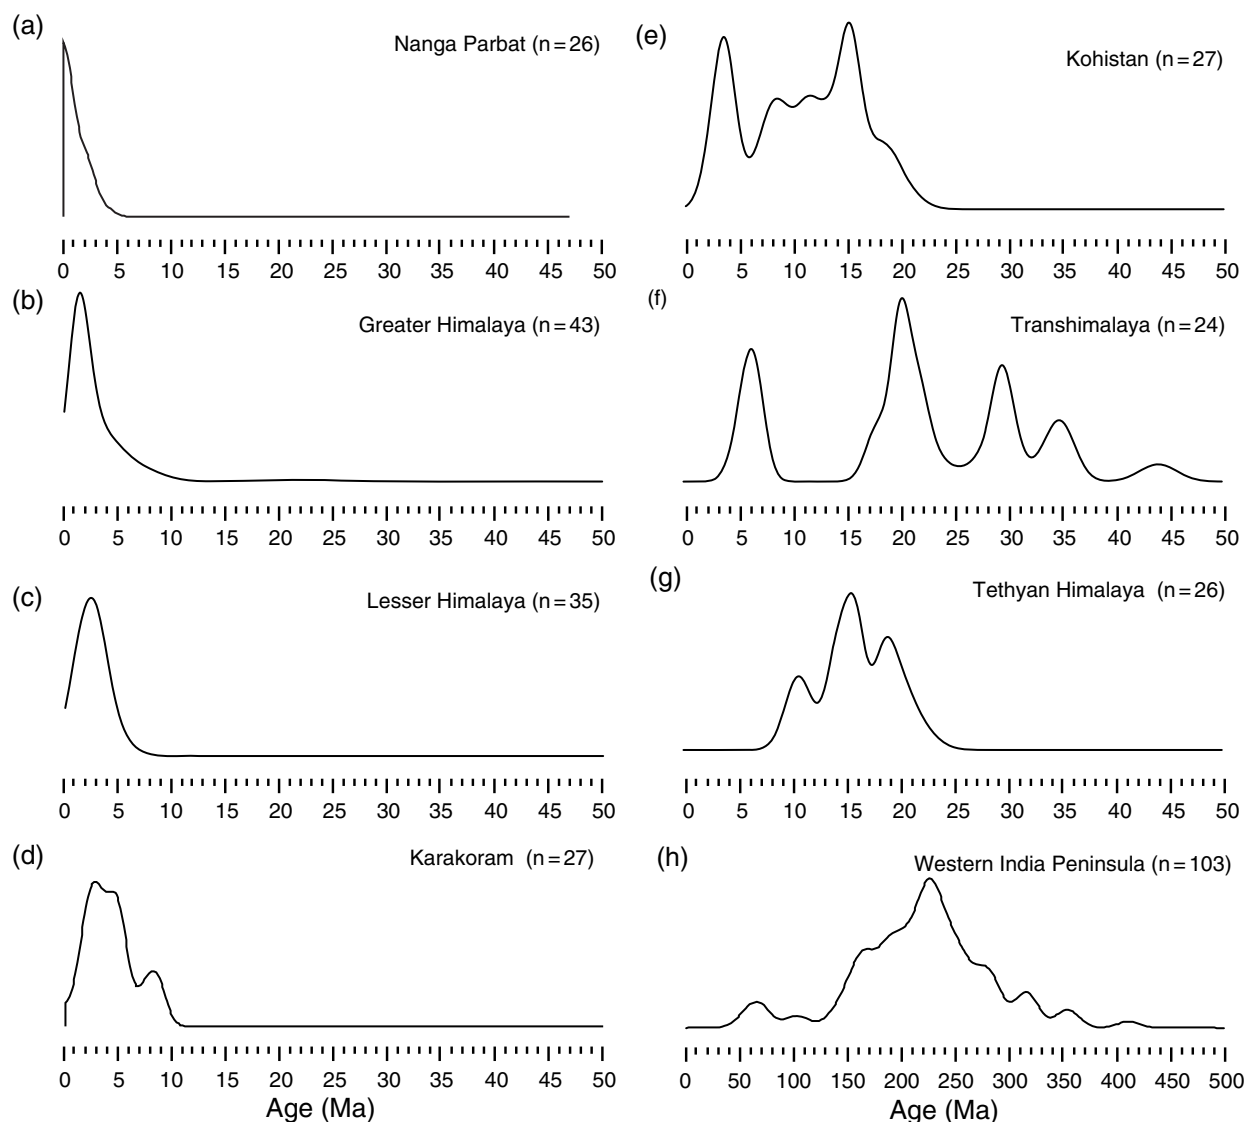 (a)
Nanga Parbat (n=26)
0 5 10 15 20 25 30 35 40 45 50
(b)
Greater Himalaya (n=43)
0 5 10 15 20 25 30 35 40 45 50
(c)
Lesser Himalaya (n=35)
0 5 10 15 20 25 30 35 40 45 50
(d)
Karakoram (n=27)
0 5 10 15 20 25 30 35 40 45 50
Age (Ma)
(e)
Kohistan (n=27)
0 5 10 15 20 25 30 35 40 45 50
(f)
Transhimalaya (n=24)
0 5 10 15 20 25 30 35 40 45 50
(g)
Tethyan Himalaya (n=26)
0 5 10 15 20 25 30 35 40 45 50
(h)
Western India Peninsula (n=103)
0 50 100 150 200 250 300 350 400 450 500
Age (Ma)